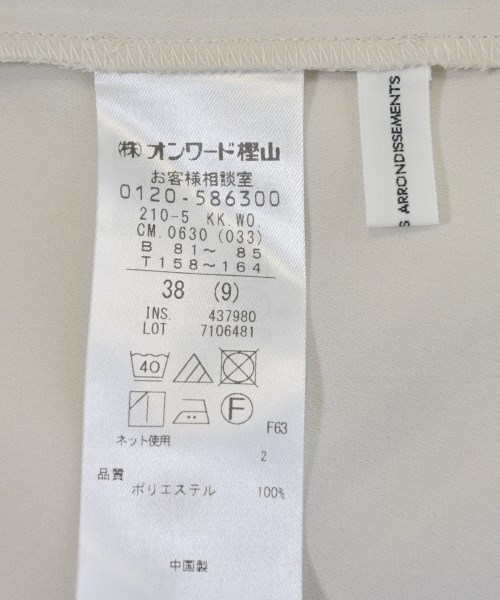 (株)オンワード樫山
お客様相談室
0120-586300
210-5 KK.WO.
CM.0630 (033)
B 81～ 85
T158～164
38 (9)
INS. 437980
LOT 7106481
40
F
F63
ネット使用
2
品質
ポリエステル 100%
中国製
S ARRONDISSEMENTS